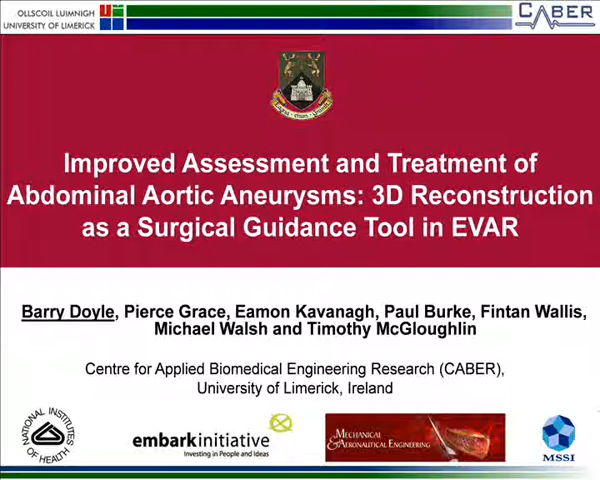 OLLSCOIL LUIMNIGH
UNIVERSITY OF LIMERICK
CABER
Improved Assessment and Treatment of
Abdominal Aortic Aneurysms: 3D Reconstruction
as a Surgical Guidance Tool in EVAR
Barry Doyle, Pierce Grace, Eamon Kavanagh, Paul Burke, Fintan Wallis,
Michael Walsh and Timothy McGloughlin
Centre for Applied Biomedical Engineering Research (CABER),
University of Limerick, Ireland
NATIONAL INSTITUTES
OF HEALTH
embarkinitiative
Investing in People and Ideas
MECHANICAL
& AERONAUTICAL ENGINEERING
MSSI